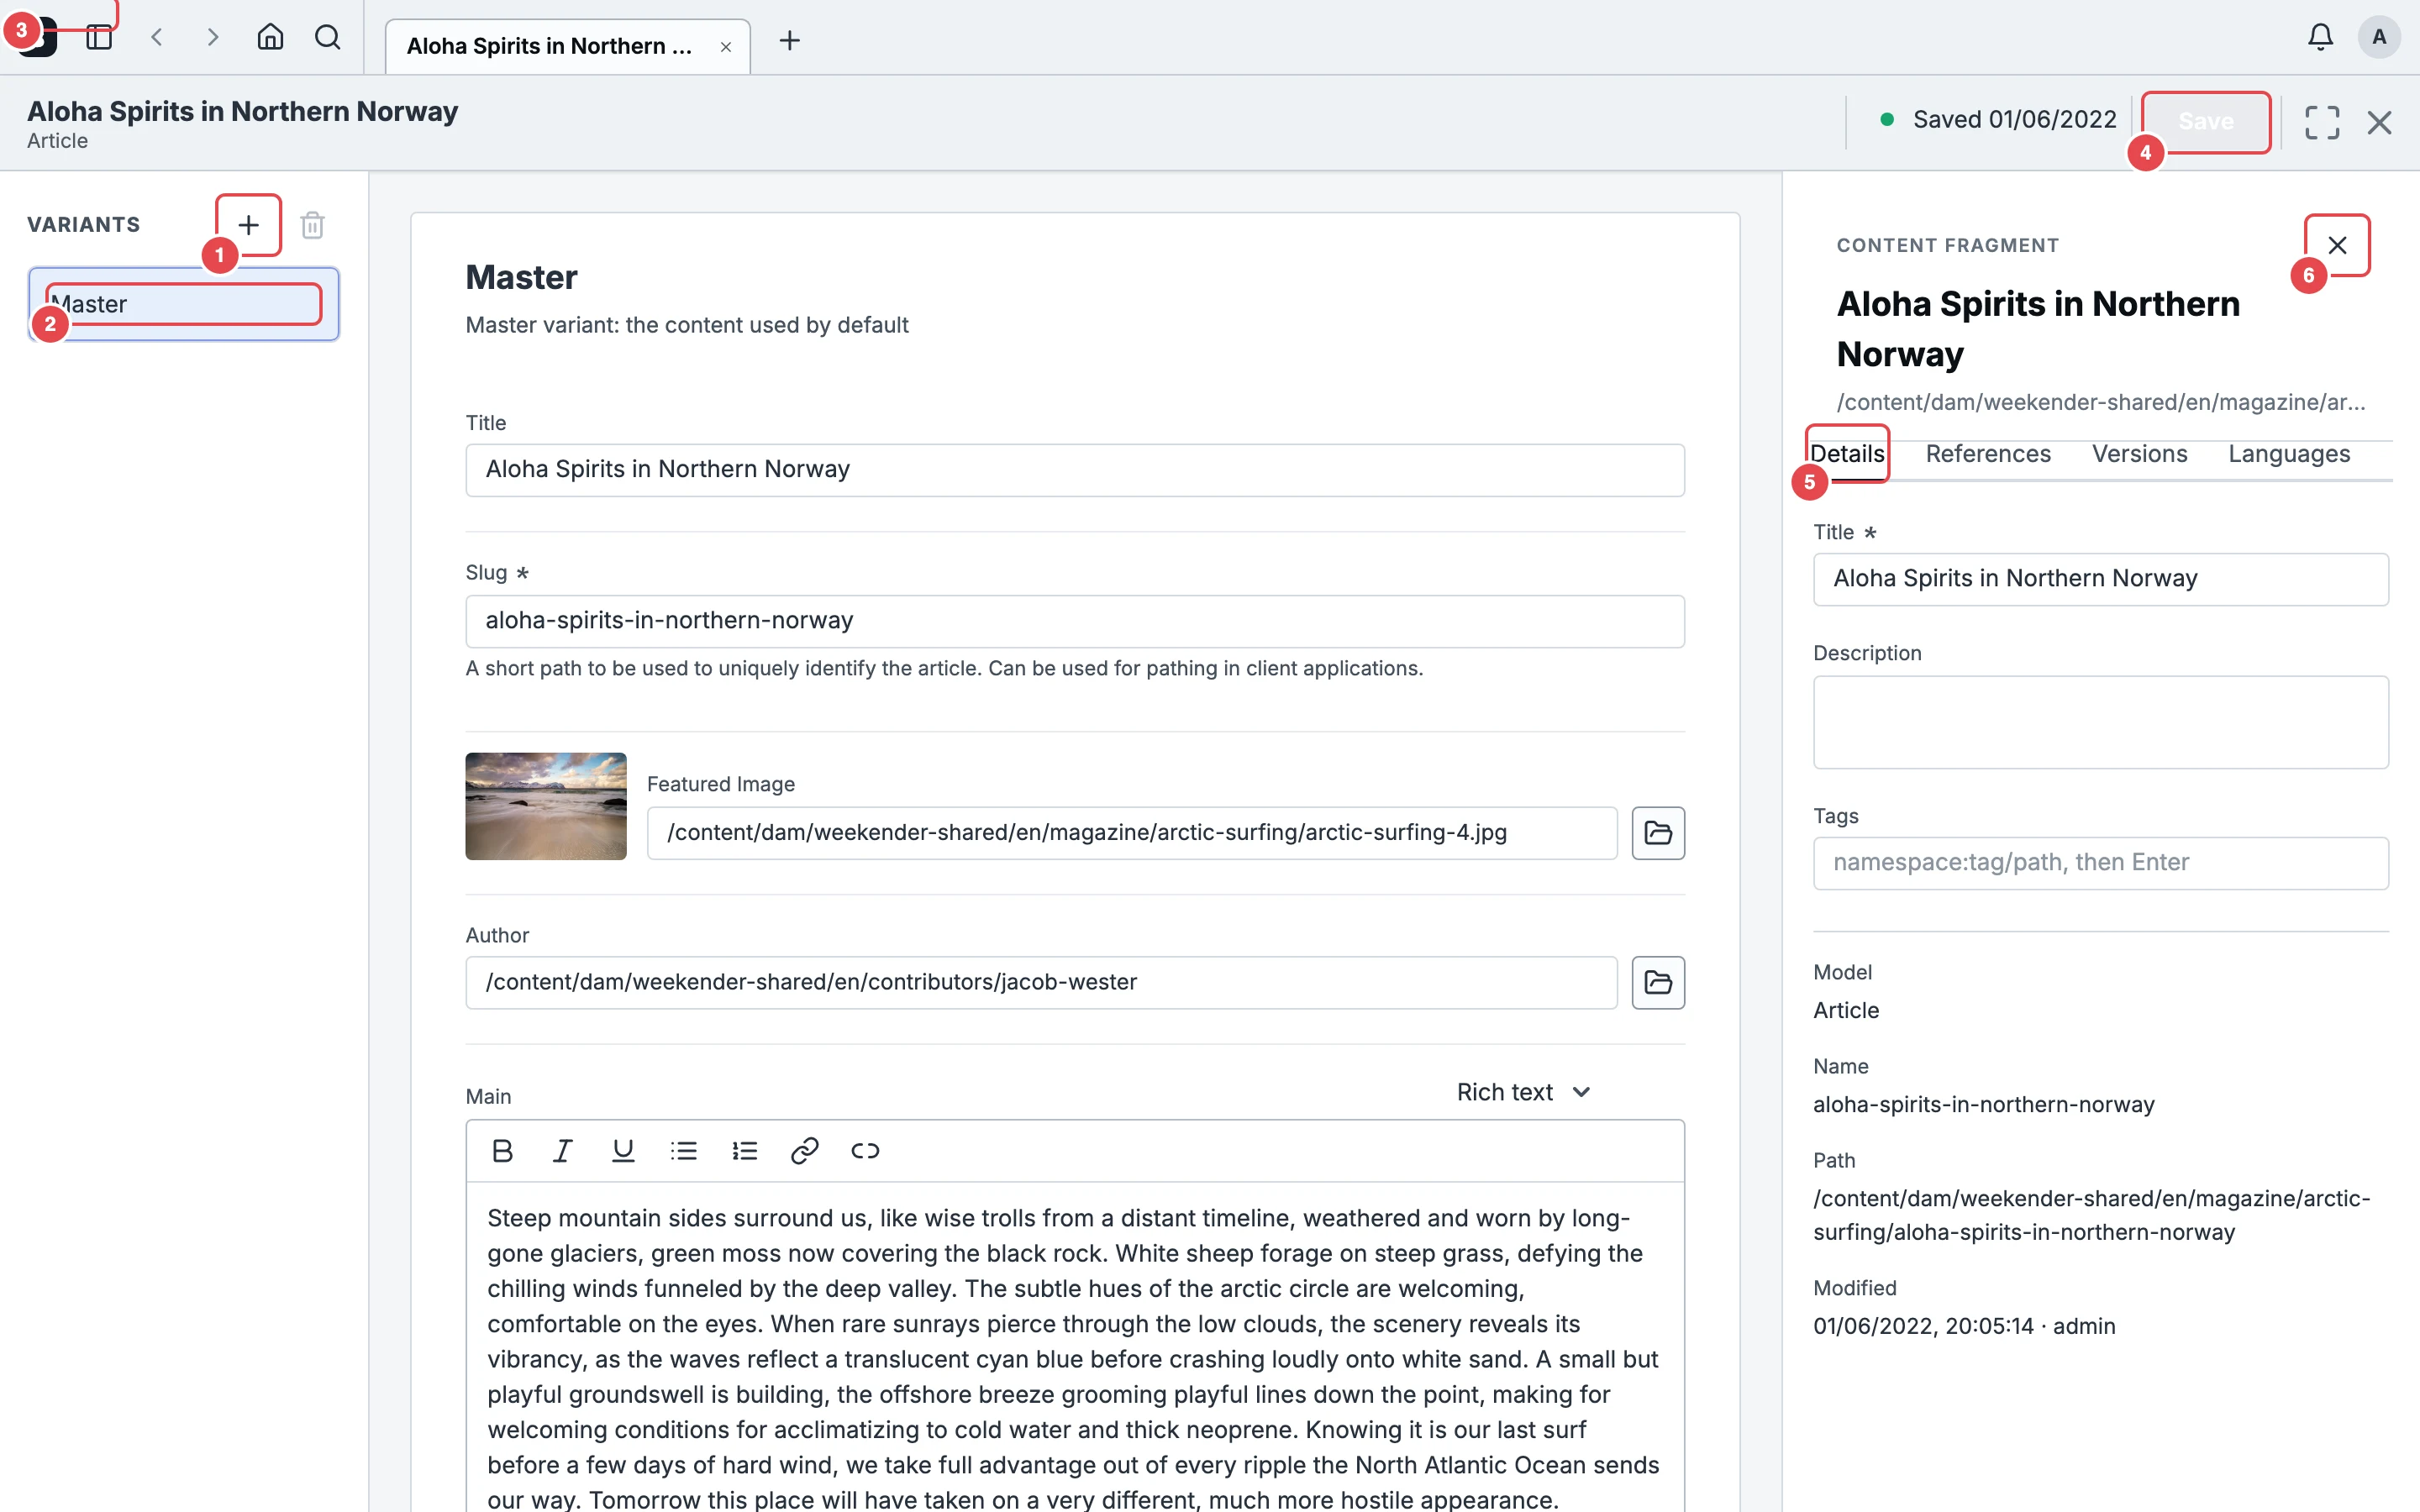 3
Aloha Spirits in Northern ...
A
Aloha Spirits in Northern Norway
Article
Saved 01/06/2022
Save
4
VARIANTS
1
Master
2
Master
Master variant: the content used by default
Title
Aloha Spirits in Northern Norway
Slug *
aloha-spirits-in-northern-norway
A short path to be used to uniquely identify the article. Can be used for pathing in client applications.
Featured Image
/content/dam/weekender-shared/en/magazine/arctic-surfing/arctic-surfing-4.jpg
Author
/content/dam/weekender-shared/en/contributors/jacob-wester
Main
Rich text
Steep mountain sides surround us, like wise trolls from a distant timeline, weathered and worn by long-
gone glaciers, green moss now covering the black rock. White sheep forage on steep grass, defying the
chilling winds funneled by the deep valley. The subtle hues of the arctic circle are welcoming,
comfortable on the eyes. When rare sunrays pierce through the low clouds, the scenery reveals its
vibrancy, as the waves reflect a translucent cyan blue before crashing loudly onto white sand. A small but
playful groundswell is building, the offshore breeze grooming playful lines down the point, making for
welcoming conditions for acclimatizing to cold water and thick neoprene. Knowing it is our last surf
before a few days of hard wind, we take full advantage out of every ripple the North Atlantic Ocean sends
our way. Tomorrow this place will have taken on a very different, much more hostile appearance.
CONTENT FRAGMENT
6
Aloha Spirits in Northern
Norway
/content/dam/weekender-shared/en/magazine/ar...
Details References Versions Languages
5
Title *
Aloha Spirits in Northern Norway
Description
Tags
namespace:tag/path, then Enter
Model
Article
Name
aloha-spirits-in-northern-norway
Path
/content/dam/weekender-shared/en/magazine/arctic-
surfing/aloha-spirits-in-northern-norway
Modified
01/06/2022, 20:05:14 · admin